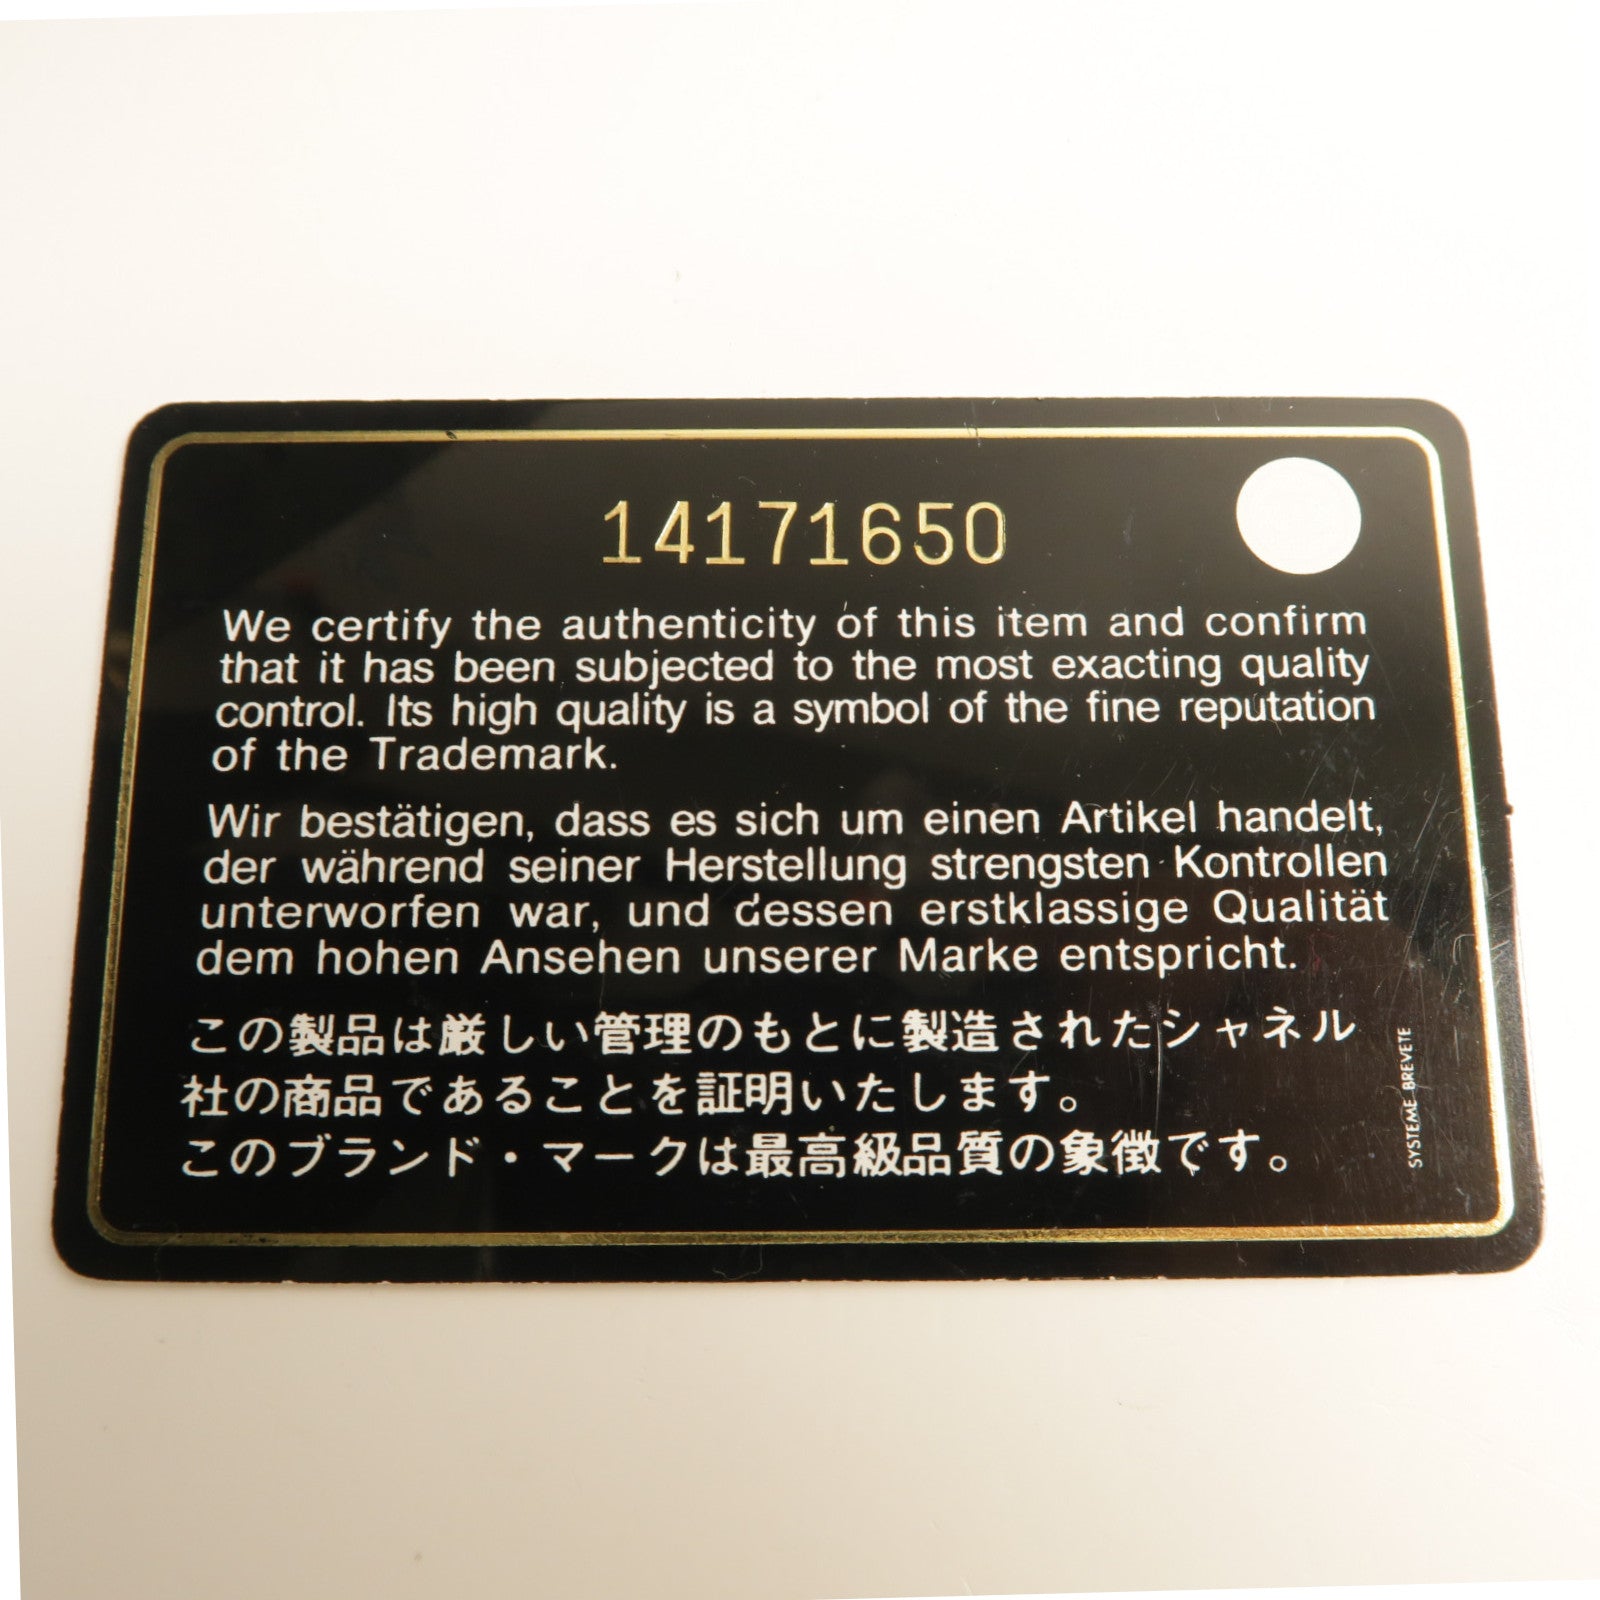 14171650
We certify the authenticity of this item and confirm
that it has been subjected to the most exacting quality
control. Its high quality is a symbol of the fine reputation
of the Trademark.
Wir bestätigen, dass es sich um einen Artikel handelt,
der während seiner Herstellung strengsten Kontrollen
unterworfen war, und dessen erstklassige Qualität
dem hohen Ansehen unserer Marke entspricht.
この製品は厳しい管理のもとに製造されたシャネル
社の商品であることを証明いたします。
このブランド・マークは最高級品質の象徴です。
SYSTEME BREVETE